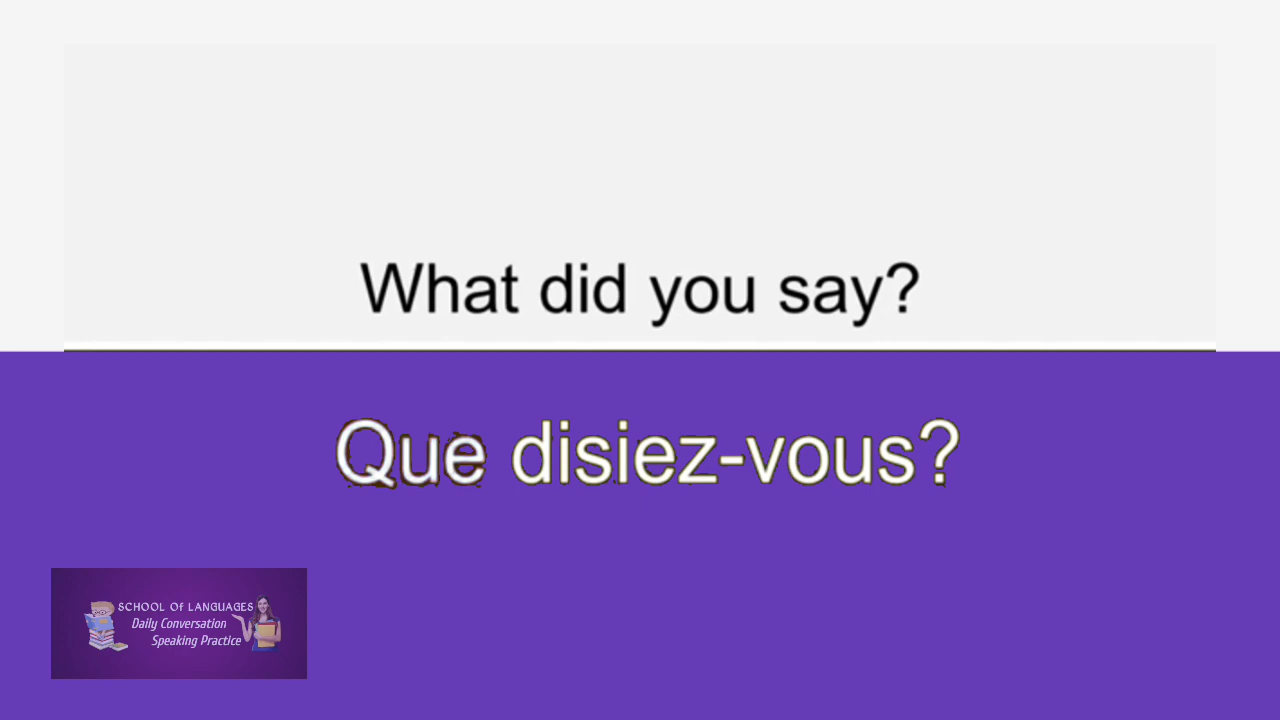 What did you say?
Que disiez-vous?
SCHOOL Of LANGUAGES
Daily Conversation
Speaking Practice